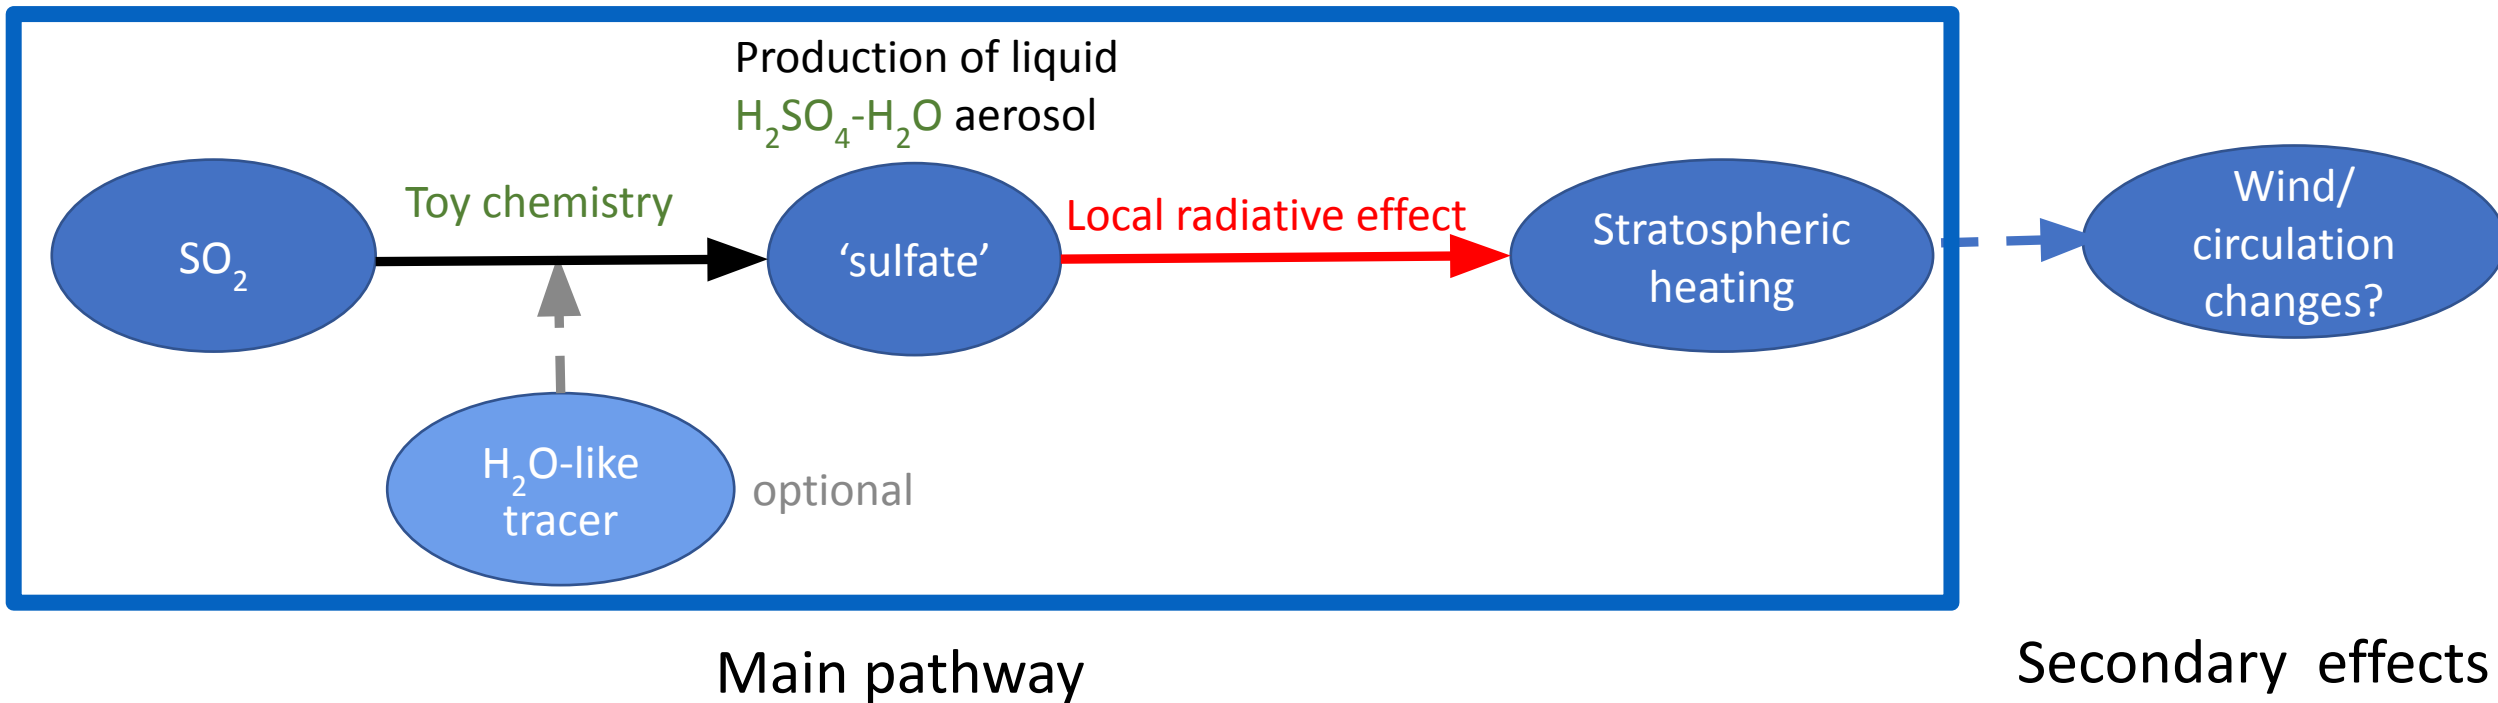 Production of liquid
H₂SO₄-H₂O aerosol
Toy chemistry
Local radiative effect
SO₂
‘sulfate’
Stratospheric
heating
Wind/
circulation
changes?
H₂O-like
tracer
optional
Main pathway
Secondary effects